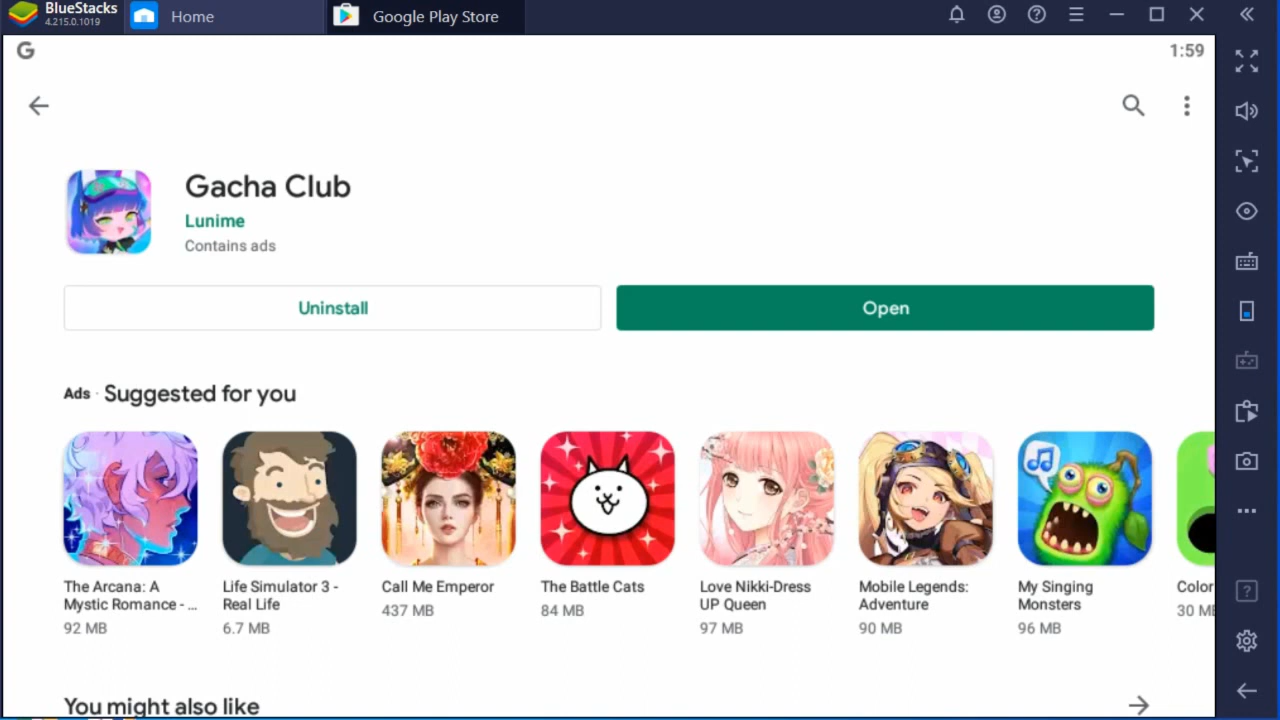 BlueStacks
4.215.0.1019
Home
Google Play Store
G
1:59
Gacha Club
Lunime
Contains ads
Uninstall
Open
Ads · Suggested for you
The Arcana: A
Mystic Romance - ...
92 MB
Life Simulator 3 -
Real Life
6.7 MB
Call Me Emperor
437 MB
The Battle Cats
84 MB
Love Nikki-Dress
UP Queen
97 MB
Mobile Legends:
Adventure
90 MB
My Singing
Monsters
96 MB
Color
30 MB
You might also like